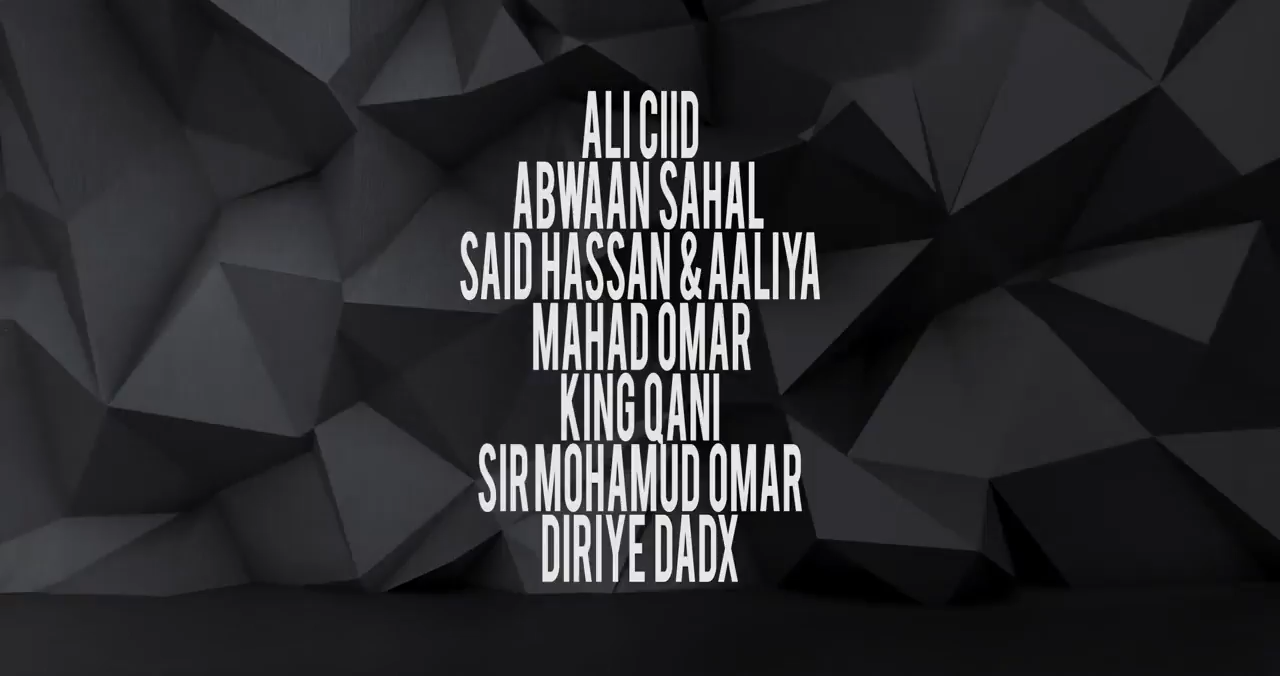 ALI CIID
ABWAAN SAHAL
SAID HASSAN & AALIYA
MAHAD OMAR
KING QANI
SIR MOHAMUD OMAR
DIRIYE DADX